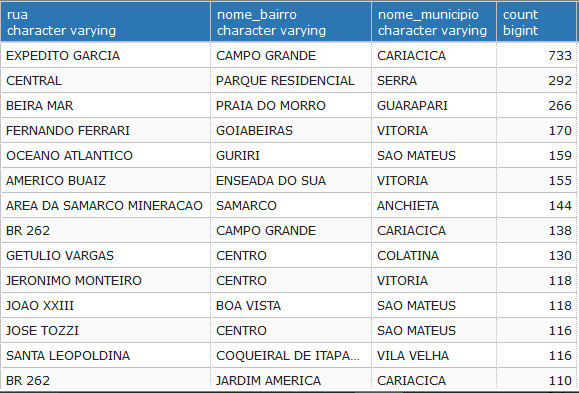 rua nome_bairro nome_municipio count
character varying character varying character varying bigint
EXPEDITO GARCIA CAMPO GRANDE CARIACICA 733
CENTRAL PARQUE RESIDENCIAL SERRA 292
BEIRA MAR PRAIA DO MORRO GUARAPARI 266
FERNANDO FERRARI GOIABEIRAS VITORIA 170
OCEANO ATLANTICO GURIRI SAO MATEUS 159
AMERICO BUAIZ ENSEADA DO SUA VITORIA 155
AREA DA SAMARCO MINERACAO SAMARCO ANCHIETA 144
BR 262 CAMPO GRANDE CARIACICA 138
GETULIO VARGAS CENTRO COLATINA 130
JERONIMO MONTEIRO CENTRO VITORIA 118
JOAO XXIII BOA VISTA SAO MATEUS 118
JOSE TOZZI CENTRO SAO MATEUS 116
SANTA LEOPOLDINA COQUEIRAL DE ITAPA... VILA VELHA 116
BR 262 JARDIM AMERICA CARIACICA 110